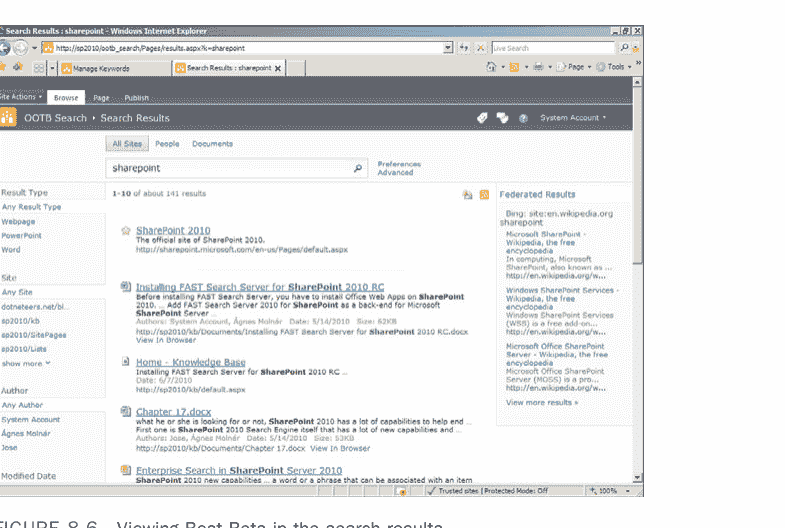 Search Results : sharepoint - Windows Internet Explorer
http://sp2010/ootb_search/Pages/results.aspx?k=sharepoint
Live Search
Manage Keywords
Search Results : sharepoint
Page
Tools
Site Actions
Browse
Page
Publish
OOTB Search
Search Results
System Account
All Sites
People
Documents
sharepoint
Preferences
Advanced
Result Type
Any Result Type
Webpage
PowerPoint
Word
Site
Any Site
dotneteers.net/bl...
sp2010/kb
sp2010/SitePages
sp2010/Lists
show more
Author
Any Author
System Account
Ágnes Molnár
Jose
Modified Date
1-10 of about 141 results
SharePoint 2010
The official site of SharePoint 2010.
http://sharepoint.microsoft.com/en-us/Pages/default.aspx
Installing FAST Search Server for SharePoint 2010 RC
Before installing FAST Search Server, you have to install Office Web Apps on SharePoint
2010. ... Add FAST Search Server 2010 for SharePoint as a back-end for Microsoft
SharePoint Server ...
Authors: System Account, Ágnes Molnár Date: 5/14/2010 Size: 62KB
http://sp2010/kb/Documents/Installing FAST Search Server for SharePoint 2010 RC.docx
View In Browser
Home - Knowledge Base
Installing FAST Search Server for SharePoint 2010 RC ...
Date: 6/7/2010
http://sp2010/kb/default.aspx
Chapter 17.docx
what he or she is looking for or not, SharePoint 2010 has a lot of capabilities to help end ...
First one is SharePoint 2010 Search Engine itself that has a lot of new capabilities and ...
Authors: Jose, Ágnes Molnár Date: 5/14/2010 Size: 53KB
http://sp2010/kb/Documents/Chapter 17.docx View In Browser
Enterprise Search in SharePoint Server 2010
SharePoint 2010 new capabilities ... a word or a phrase that can be associated with an item
Federated Results
Bing: site:en.wikipedia.org
sharepoint
Microsoft SharePoint -
Wikipedia, the free
encyclopedia
In computing, Microsoft
SharePoint, also known as ...
http://en.wikipedia.org/w...
Windows SharePoint Services -
Wikipedia, the free
encyclopedia
Windows SharePoint Services
(WSS) is a free add-on...
http://en.wikipedia.org/w...
Microsoft Office SharePoint
Server - Wikipedia, the free
encyclopedia
Microsoft Office SharePoint
Server (MOSS) is a pro...
http://en.wikipedia.org/w...
View more results »
Trusted sites | Protected Mode: Off
100%
FIGURE 8-6 Viewing Best Bets in the search results